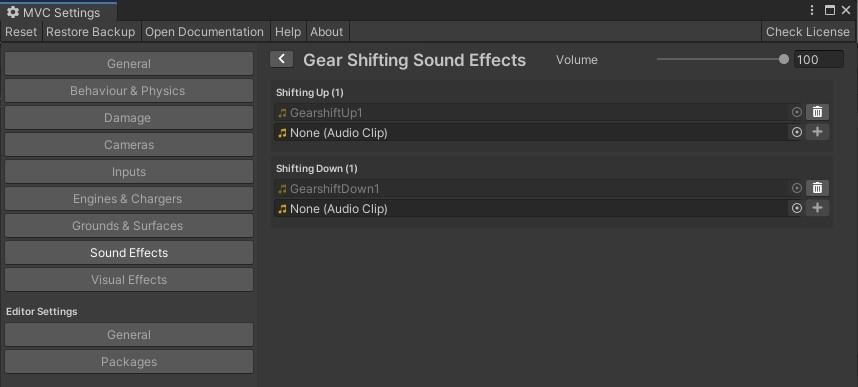 MVC Settings
Reset Restore Backup Open Documentation Help About Check License
General
Behaviour & Physics
Damage
Cameras
Inputs
Engines & Chargers
Grounds & Surfaces
Sound Effects
Visual Effects
Editor Settings
General
Packages
Gear Shifting Sound Effects Volume 100
Shifting Up (1)
GearshiftUp1
None (Audio Clip)
Shifting Down (1)
GearshiftDown1
None (Audio Clip)